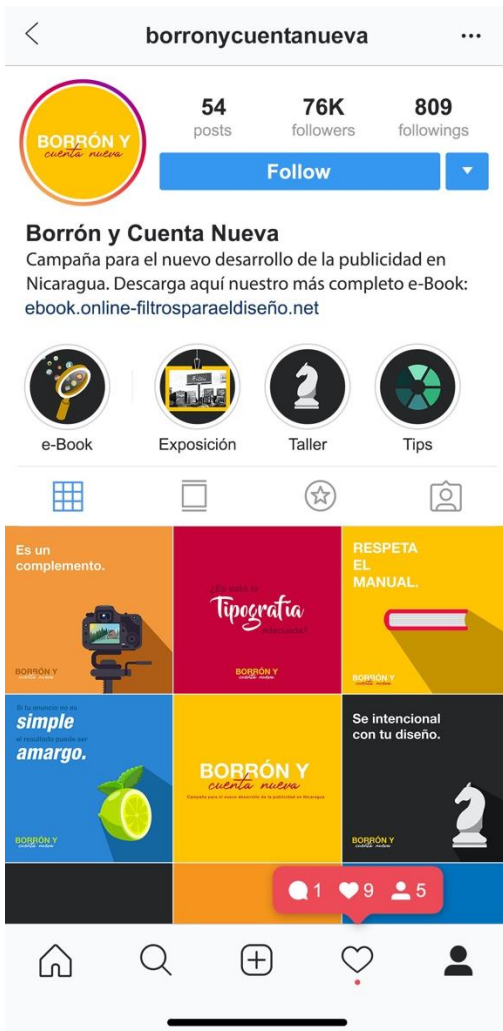 borronycuentanueva
54 76K 809
posts followers followings
BORRÓN Y
cuenta nueva
Follow
Borrón y Cuenta Nueva
Campaña para el nuevo desarrollo de la publicidad en
Nicaragua. Descarga aquí nuestro más completo e-Book:
ebook.online-filtrosparaeldiseño.net
e-Book Exposición Taller Tips
Es un
complemento.
BORRÓN Y
cuenta nueva
¿Es esta la
Tipografía
adecuada?
BORRÓN Y
cuenta nueva
RESPETA
EL
MANUAL.
BORRÓN Y
cuenta nueva
Si tu anuncio no es
simple
el resultado puede ser
amargo.
BORRÓN Y
cuenta nueva
BORRÓN Y
cuenta nueva
Campaña para el nuevo desarrollo de la publicidad en Nicaragua
Se intencional
con tu diseño.
BORRÓN Y
cuenta nueva
1 9 5